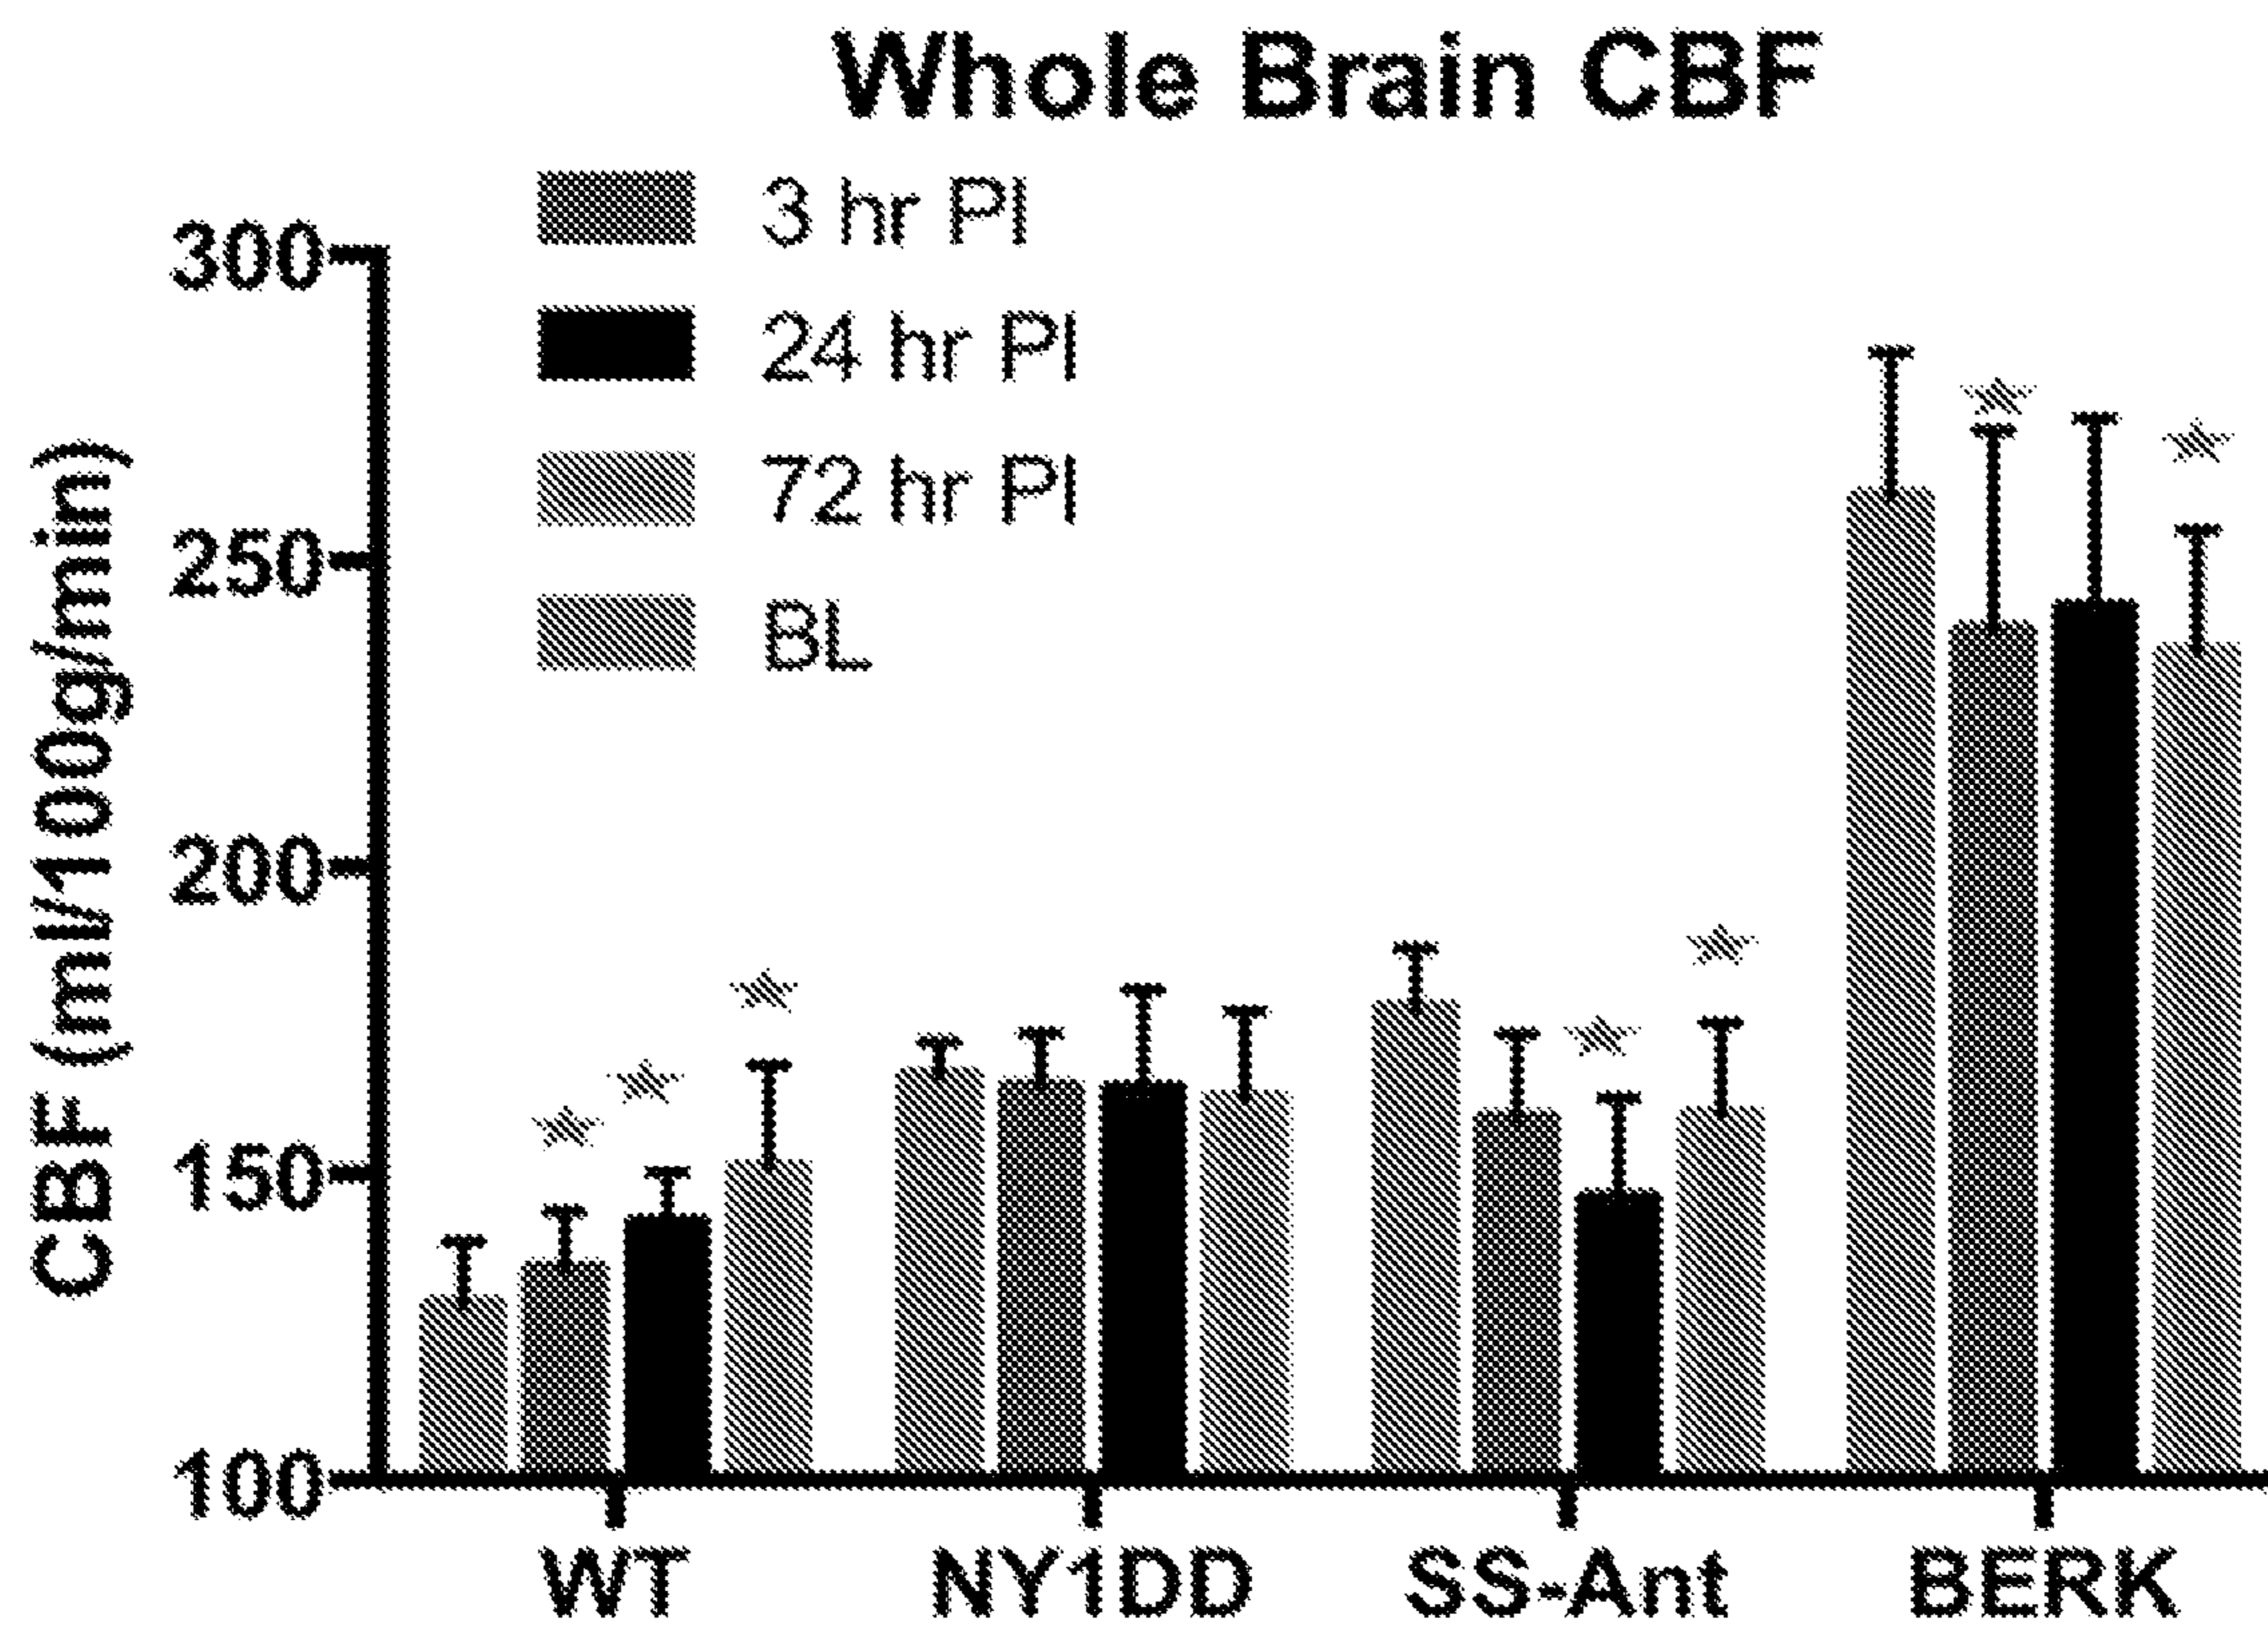 Whole Brain CBF
3 hr PI
24 hr PI
72 hr PI
BL
CBF (ml/100g/min)
300
250
200
150
100
WT
NY1DD
SS-Ant
BERK